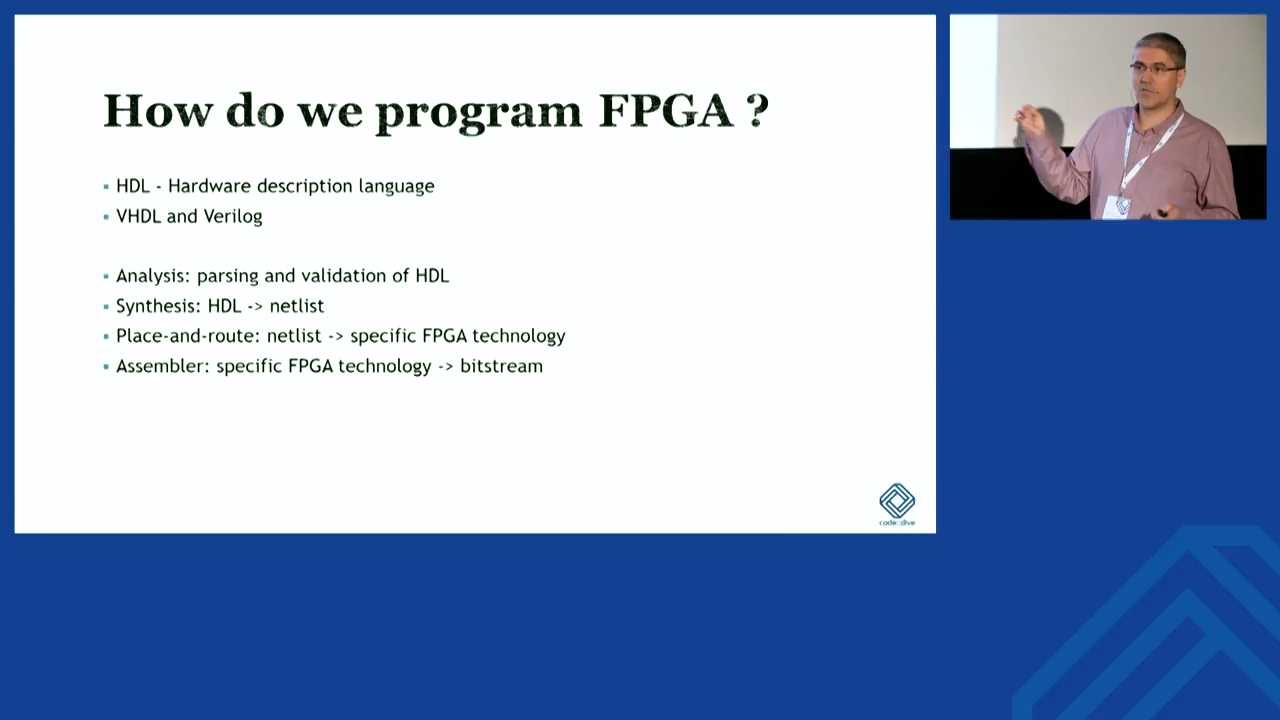 How do we program FPGA ?
HDL - Hardware description language
VHDL and Verilog
Analysis: parsing and validation of HDL
Synthesis: HDL -> netlist
Place-and-route: netlist -> specific FPGA technology
Assembler: specific FPGA technology -> bitstream
code::dive